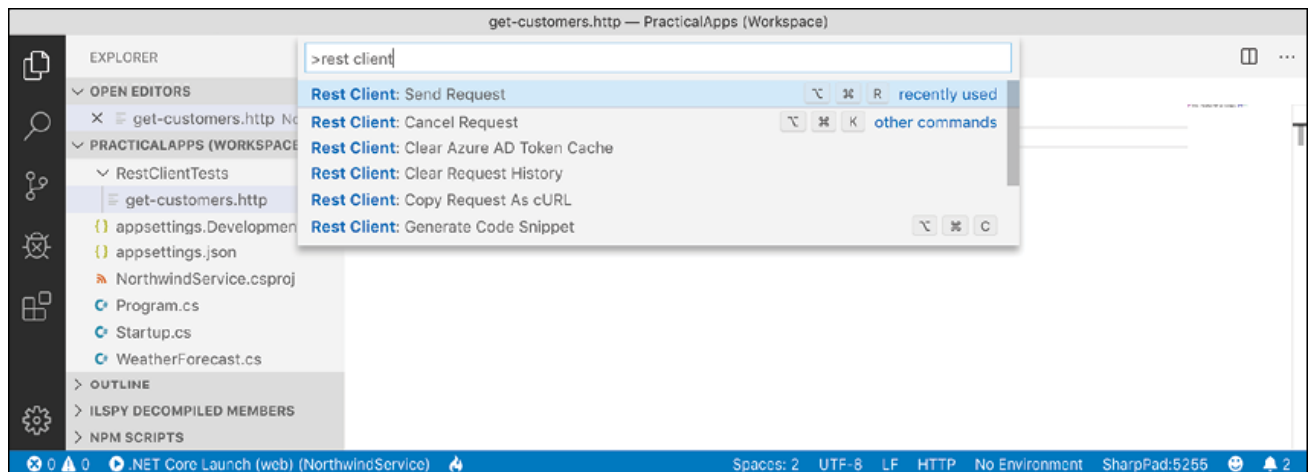 get-customers.http — PracticalApps (Workspace)
EXPLORER
>rest client
OPEN EDITORS
get-customers.http
PRACTICALAPPS (WORKSPACE
RestClientTests
get-customers.http
appsettings.Developmen
appsettings.json
NorthwindService.csproj
Program.cs
Startup.cs
WeatherForecast.cs
OUTLINE
ILSPY DECOMPILED MEMBERS
NPM SCRIPTS
Rest Client: Send Request ⌥ ⌘ R recently used
Rest Client: Cancel Request ⌥ ⌘ K other commands
Rest Client: Clear Azure AD Token Cache
Rest Client: Clear Request History
Rest Client: Copy Request As cURL
Rest Client: Generate Code Snippet ⌥ ⌘ C
0 0 .NET Core Launch (web) (NorthwindService) Spaces: 2 UTF-8 LF HTTP No Environment SharpPad:5255 2